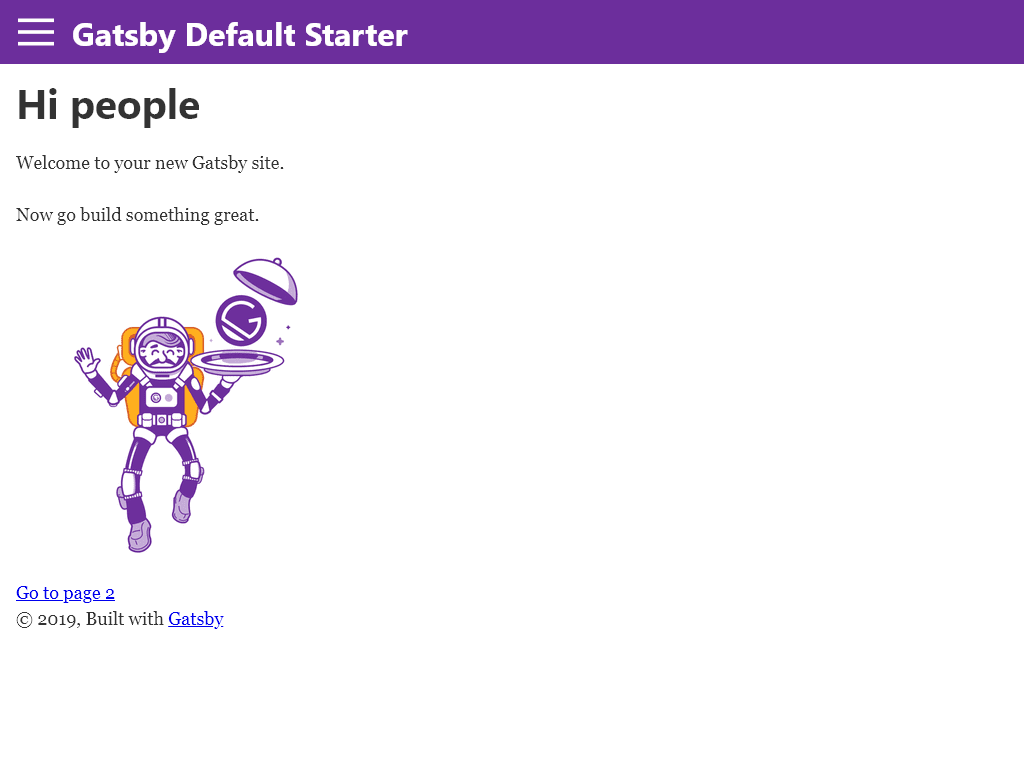 Gatsby Default Starter
Hi people
Welcome to your new Gatsby site.
Now go build something great.
Go to page 2
© 2019, Built with Gatsby